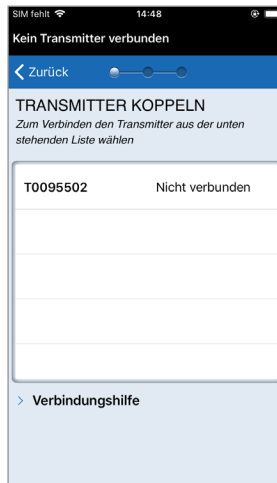 SIM fehlt 14:48
Kein Transmitter verbunden
Zurück
TRANSMITTER KOPPELN
Zum Verbinden den Transmitter aus der unten
stehenden Liste wählen
T0095502 Nicht verbunden
Verbindungshilfe